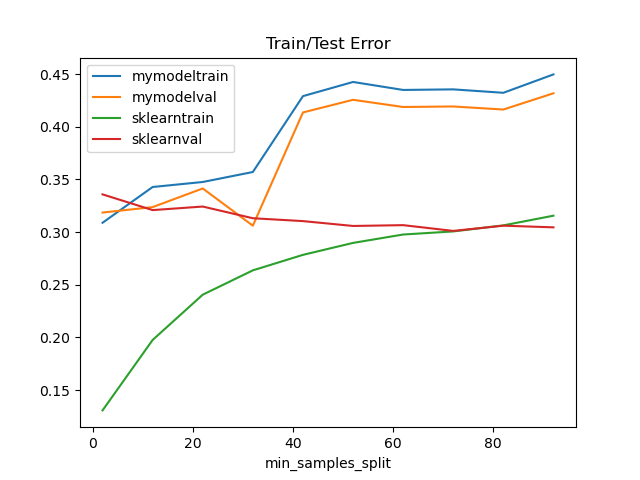 Train/Test Error
mymodeltrain
mymodelval
sklearntrain
sklearnval
0.45
0.40
0.35
0.30
0.25
0.20
0.15
0 20 40 60 80
min_samples_split